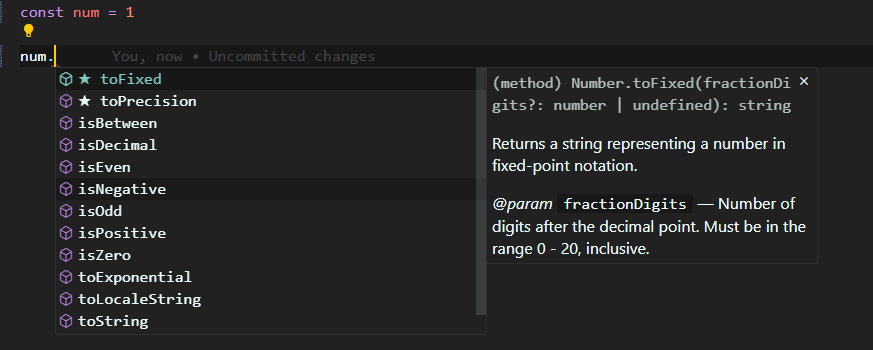 const num = 1
num. You, now • Uncommitted changes
★ toFixed
★ toPrecision
isBetween
isDecimal
isEven
isNegative
isOdd
isPositive
isZero
toExponential
toLocaleString
toString
(method) Number.toFixed(fractionDi
gits?: number | undefined): string
Returns a string representing a number in
fixed-point notation.
@param fractionDigits — Number of
digits after the decimal point. Must be in the
range 0 - 20, inclusive.